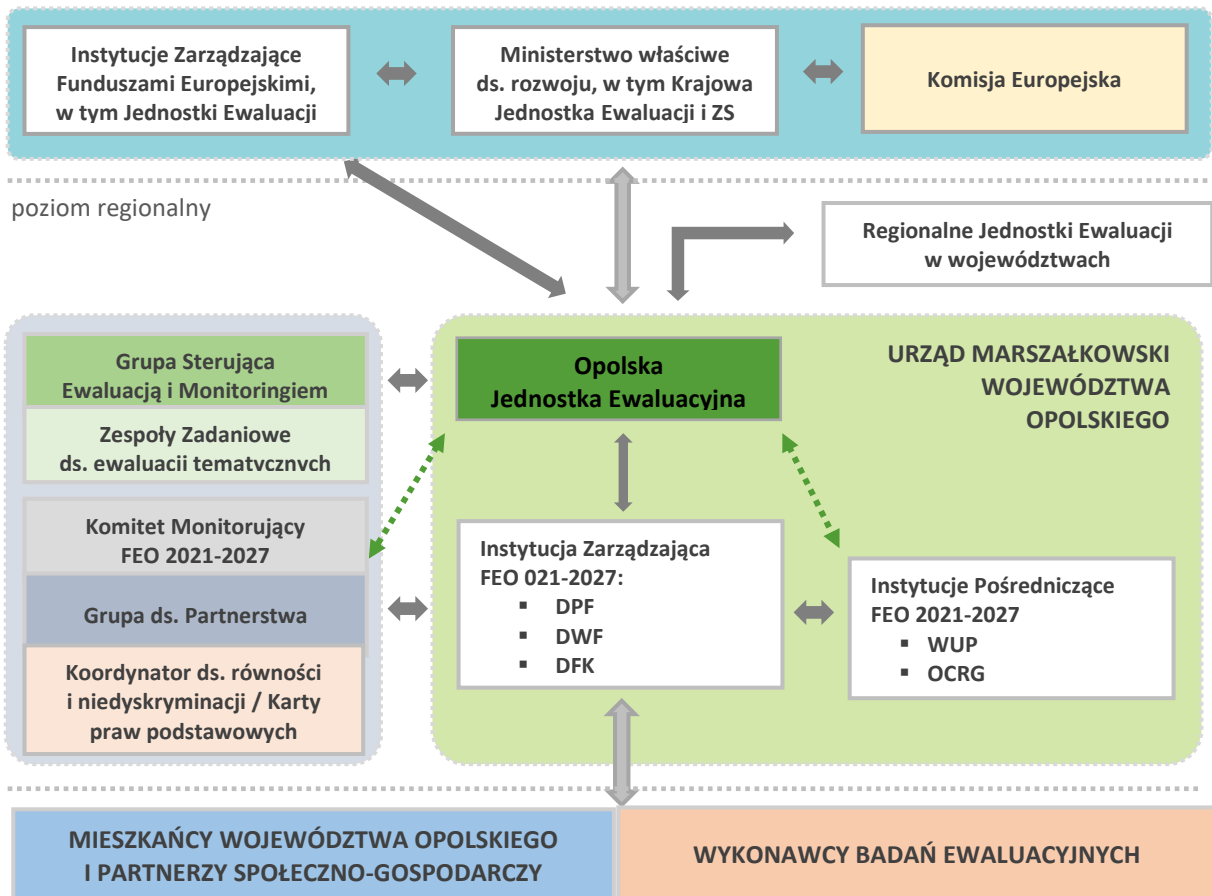 Instytucje Zarządzające
Funduszami Europejskimi,
w tym Jednostki Ewaluacji
Ministerstwo właściwe
ds. rozwoju, w tym Krajowa
Jednostka Ewaluacji i ZS
Komisja Europejska
poziom regionalny
Regionalne Jednostki Ewaluacji
w województwach
Grupa Sterująca
Ewaluacją i Monitoringiem
Zespoły Zadaniowe
ds. ewaluacji tematycznych
Komitet Monitorujący
FEO 2021-2027
Grupa ds. Partnerstwa
Koordynator ds. równości
i niedyskryminacji / Karty
praw podstawowych
Opolska
Jednostka Ewaluacyjna
URZĄD MARSZAŁKOWSKI
WOJEWÓDZTWA
OPOLSKIEGO
Instytucja Zarządzająca
FEO 021-2027:
▪ DPF
▪ DWF
▪ DFK
Instytucje Pośredniczące
FEO 2021-2027
▪ WUP
▪ OCRG
MIESZKAŃCY WOJEWÓDZTWA OPOLSKIEGO
I PARTNERZY SPOŁECZNO-GOSPODARCZY
WYKONAWCY BADAŃ EWALUACYJNYCH